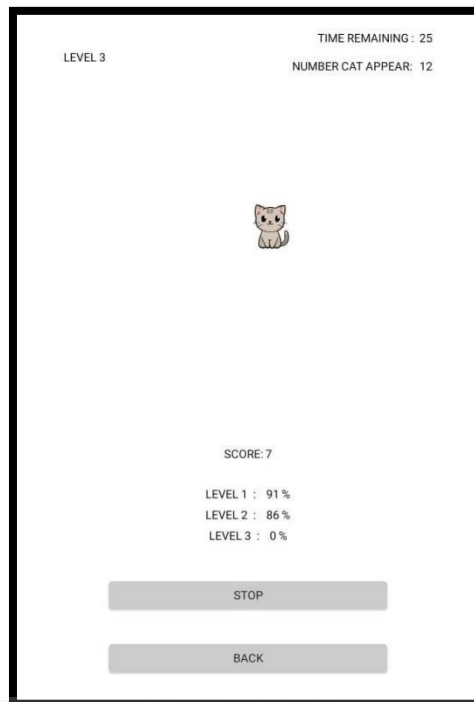 TIME REMAINING : 25
LEVEL 3
NUMBER CAT APPEAR: 12
SCORE: 7
LEVEL 1 : 91 %
LEVEL 2 : 86 %
LEVEL 3 : 0 %
STOP
BACK